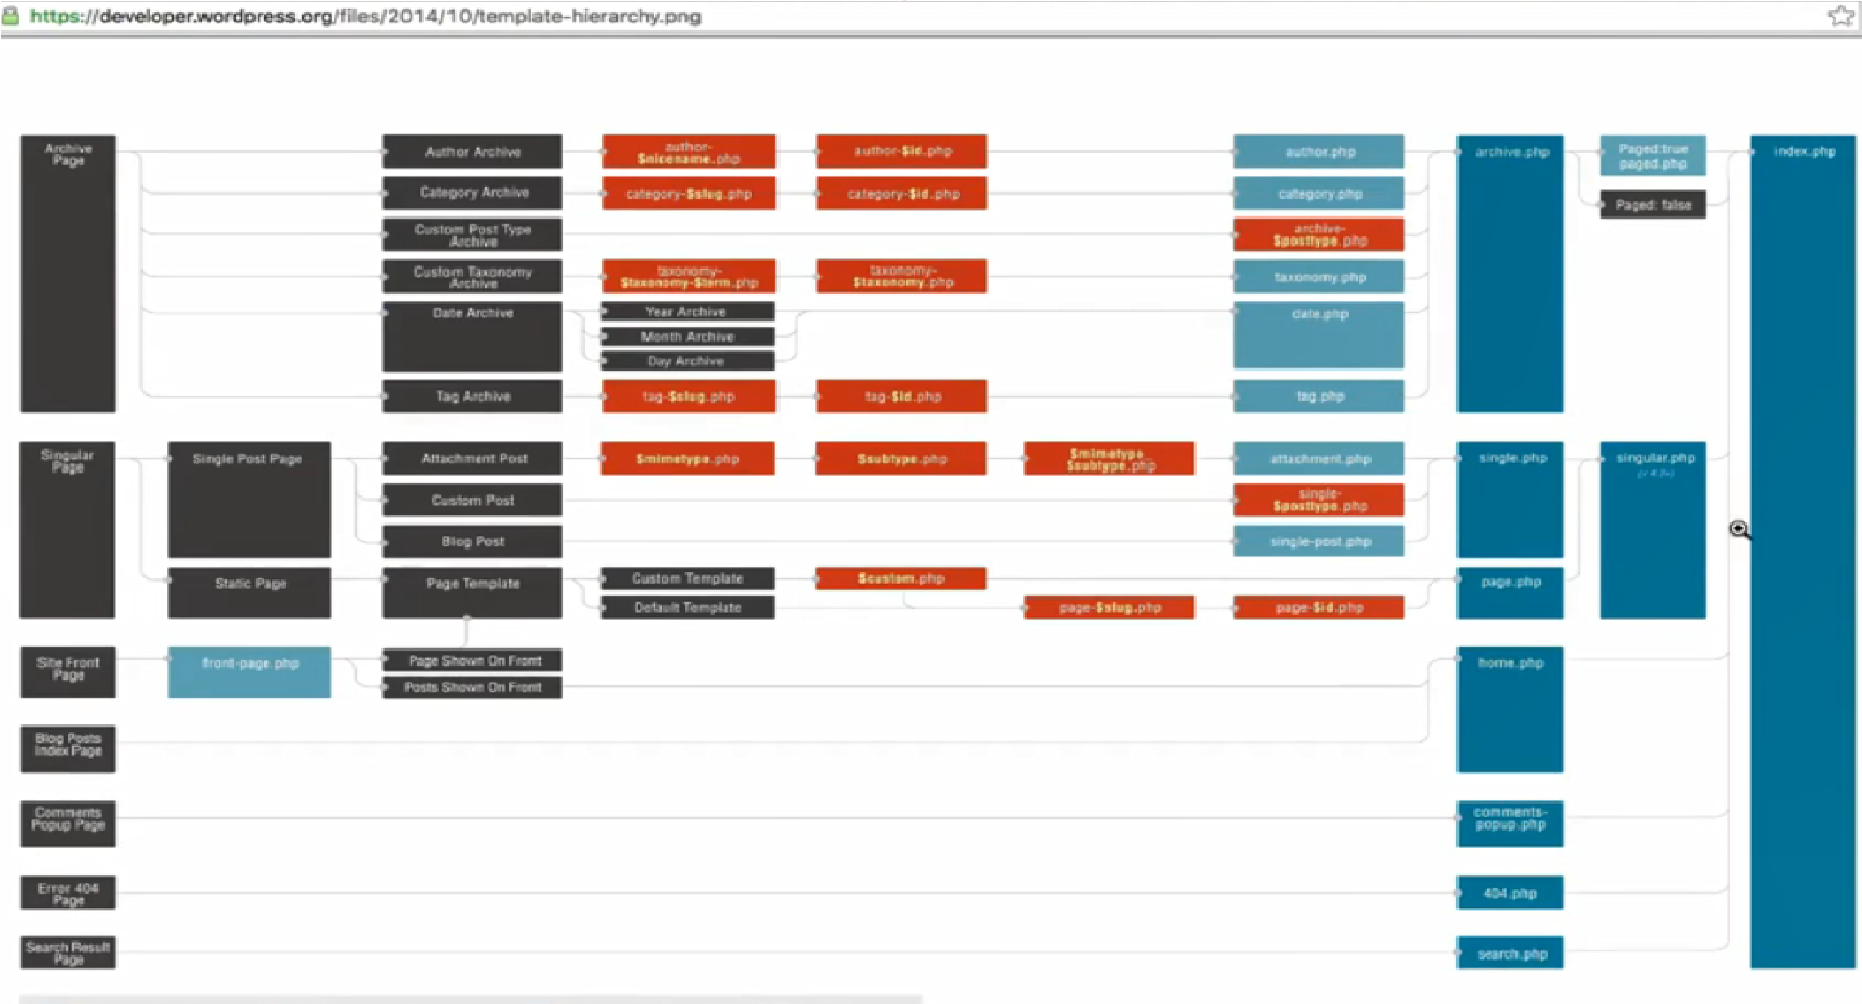 https://developer.wordpress.org/files/2014/10/template-hierarchy.png
Archive
Page
Author Archive
author-
$nicename.php
author-$id.php
author.php
archive.php
Paged:true
paged.php
index.php
Category Archive
category-$slug.php
category-$id.php
category.php
Paged: false
Custom Post Type
Archive
archive-
$posttype.php
Custom Taxonomy
Archive
taxonomy-
$taxonomy-$term.php
taxonomy-
$taxonomy.php
taxonomy.php
Date Archive
Year Archive
Month Archive
Day Archive
date.php
Tag Archive
tag-$slug.php
tag-$id.php
tag.php
Singular
Page
Single Post Page
Attachment Post
$mimetype.php
$subtype.php
$mimetype
$subtype.php
attachment.php
single.php
singular.php
Custom Post
single-
$posttype.php
Blog Post
single-post.php
Static Page
Page Template
Custom Template
$custom.php
page.php
Default Template
page-$slug.php
page-$id.php
Site Front
Page
front-page.php
Page Shown On Front
Posts Shown On Front
home.php
Blog Posts
Index Page
Comments
Popup Page
comments-
popup.php
Error 404
Page
404.php
Search Result
Page
search.php